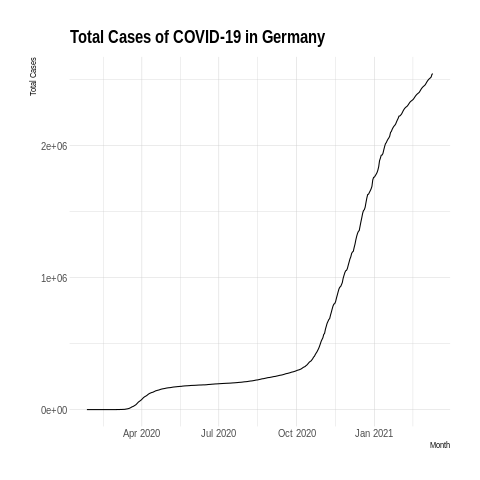 Total Cases of COVID-19 in Germany
Total Cases
2e+06
1e+06
0e+00
Apr 2020 Jul 2020 Oct 2020 Jan 2021
Month